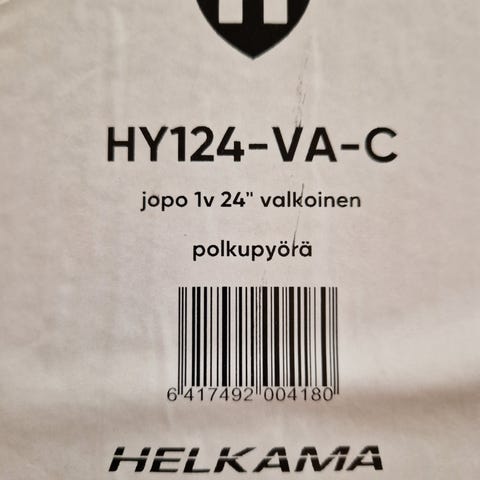 H
HY124-VA-C
jopo 1v 24" valkoinen
polkupyörä
6 417492 004180
HELKAMA